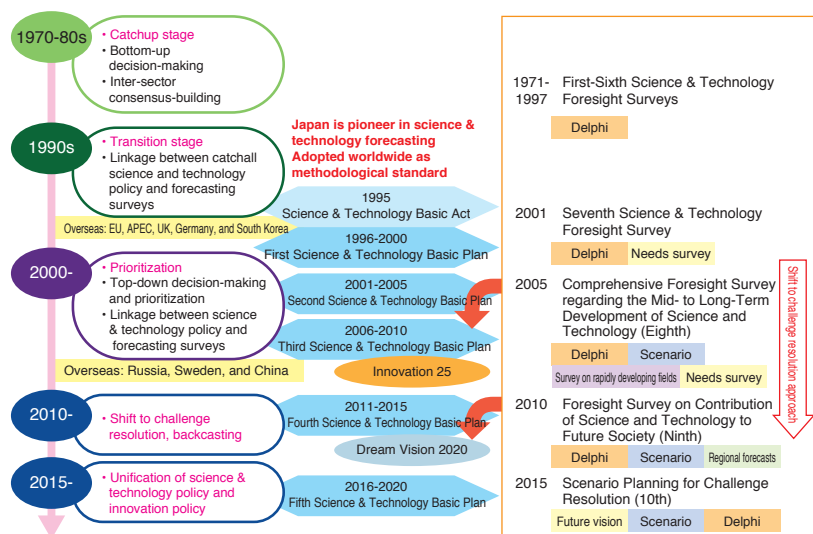 1970-80s
・Catchup stage
・Bottom-up
decision-making
・Inter-sector
consensus-building
1990s
・Transition stage
・Linkage between catchall
science and technology
policy and forecasting
surveys
Japan is pioneer in science &
technology forecasting
Adopted worldwide as
methodological standard
1995
Science & Technology Basic Act
Overseas: EU, APEC, UK, Germany, and South Korea
1996-2000
First Science & Technology Basic Plan
2000-
・Prioritization
・Top-down decision-making
and prioritization
・Linkage between science
& technology policy and
forecasting surveys
2001-2005
Second Science & Technology Basic Plan
2006-2010
Third Science & Technology Basic Plan
Overseas: Russia, Sweden, and China
Innovation 25
2010-
・Shift to challenge
resolution, backcasting
2011-2015
Fourth Science & Technology Basic Plan
Dream Vision 2020
2015-
・Unification of science &
technology policy and
innovation policy
2016-2020
Fifth Science & Technology Basic Plan
1971-
1997
First-Sixth Science & Technology
Foresight Surveys
Delphi
2001
Seventh Science & Technology
Foresight Survey
Delphi
Needs survey
2005
Comprehensive Foresight Survey
regarding the Mid- to Long-Term
Development of Science and
Technology (Eighth)
Delphi
Scenario
Survey on rapidly developing fields
Needs survey
2010
Foresight Survey on Contribution
of Science and Technology to
Future Society (Ninth)
Delphi
Scenario
Regional forecasts
2015
Scenario Planning for Challenge
Resolution (10th)
Future vision
Scenario
Delphi
Shift to challenge resolution approach